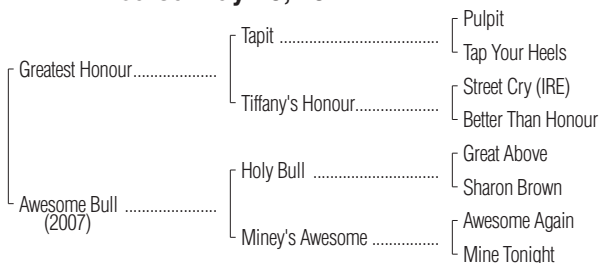 Pulpit
Tapit ........................................
Tap Your Heels
Greatest Honour.....................
Street Cry (IRE)
Tiffany's Honour.....................
Better Than Honour
Great Above
Holy Bull ................................
Sharon Brown
Awesome Bull .......................
(2007)
Awesome Again
Miney's Awesome .................
Mine Tonight